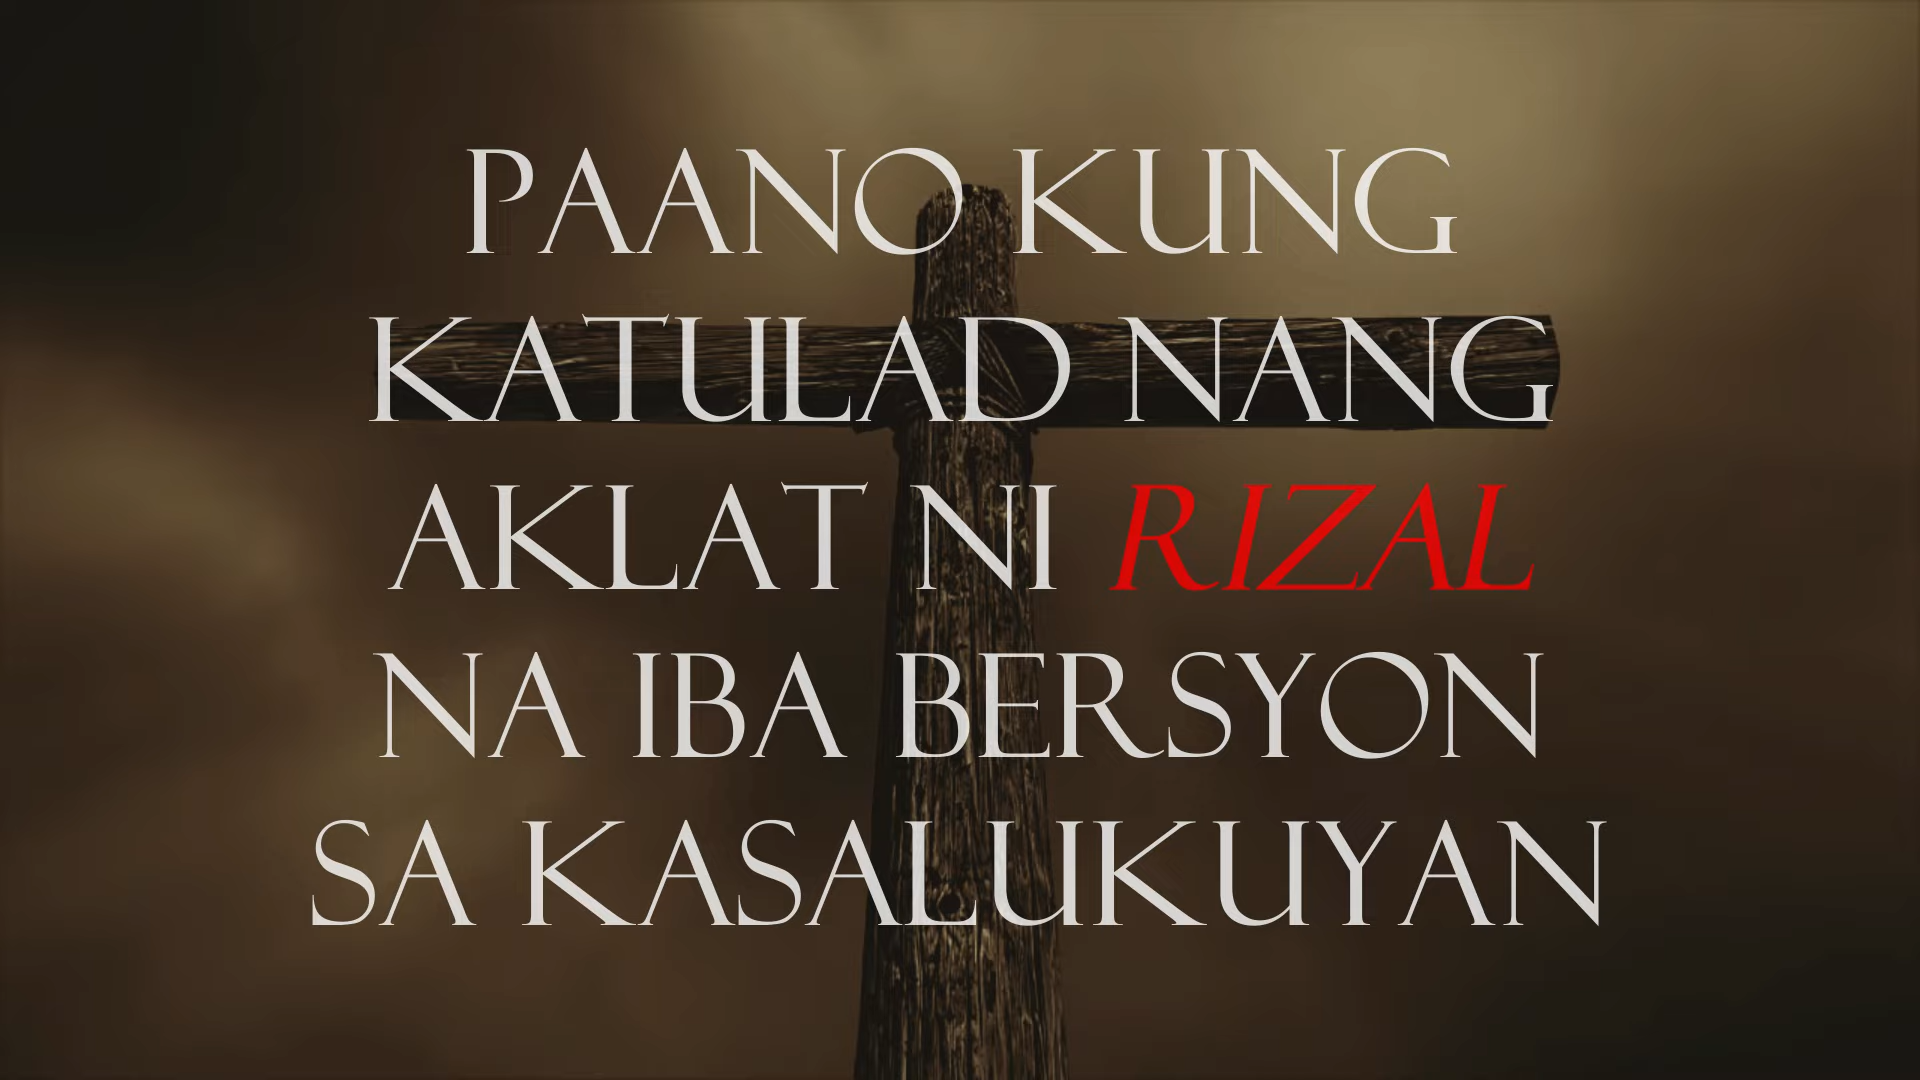 PAANO KUNG
KATULAD NANG
AKLAT NI RIZAL
NA IBA BERSYON
SA KASALUKUYAN